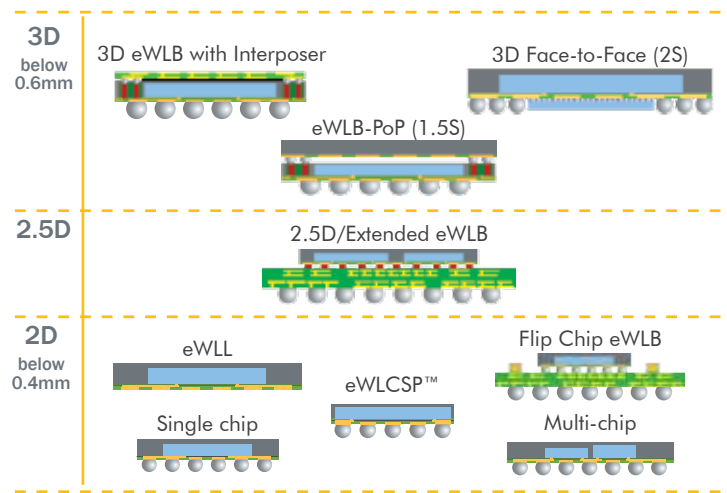 3D
below
0.6mm
3D eWLB with Interposer
3D Face-to-Face (2S)
eWLB-PoP (1.5S)
2.5D
2.5D/Extended eWLB
2D
below
0.4mm
eWLL
Flip Chip eWLB
eWLCSP™
Single chip
Multi-chip